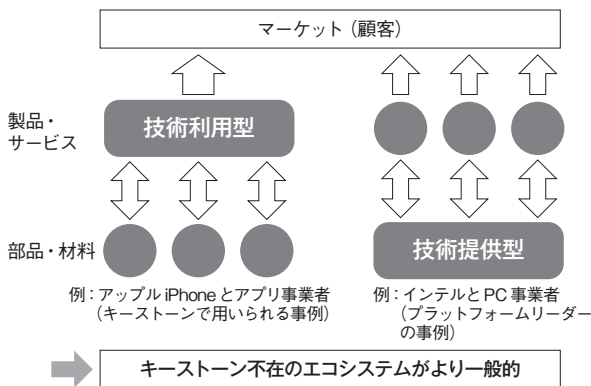 マーケット（顧客）
製品・
サービス
技術利用型
部品・材料
技術提供型
例：アップル iPhone とアプリ事業者
（キーストーンで用いられる事例）
例：インテルと PC 事業者
（プラットフォームリーダー
の事例）
キーストーン不在のエコシステムがより一般的